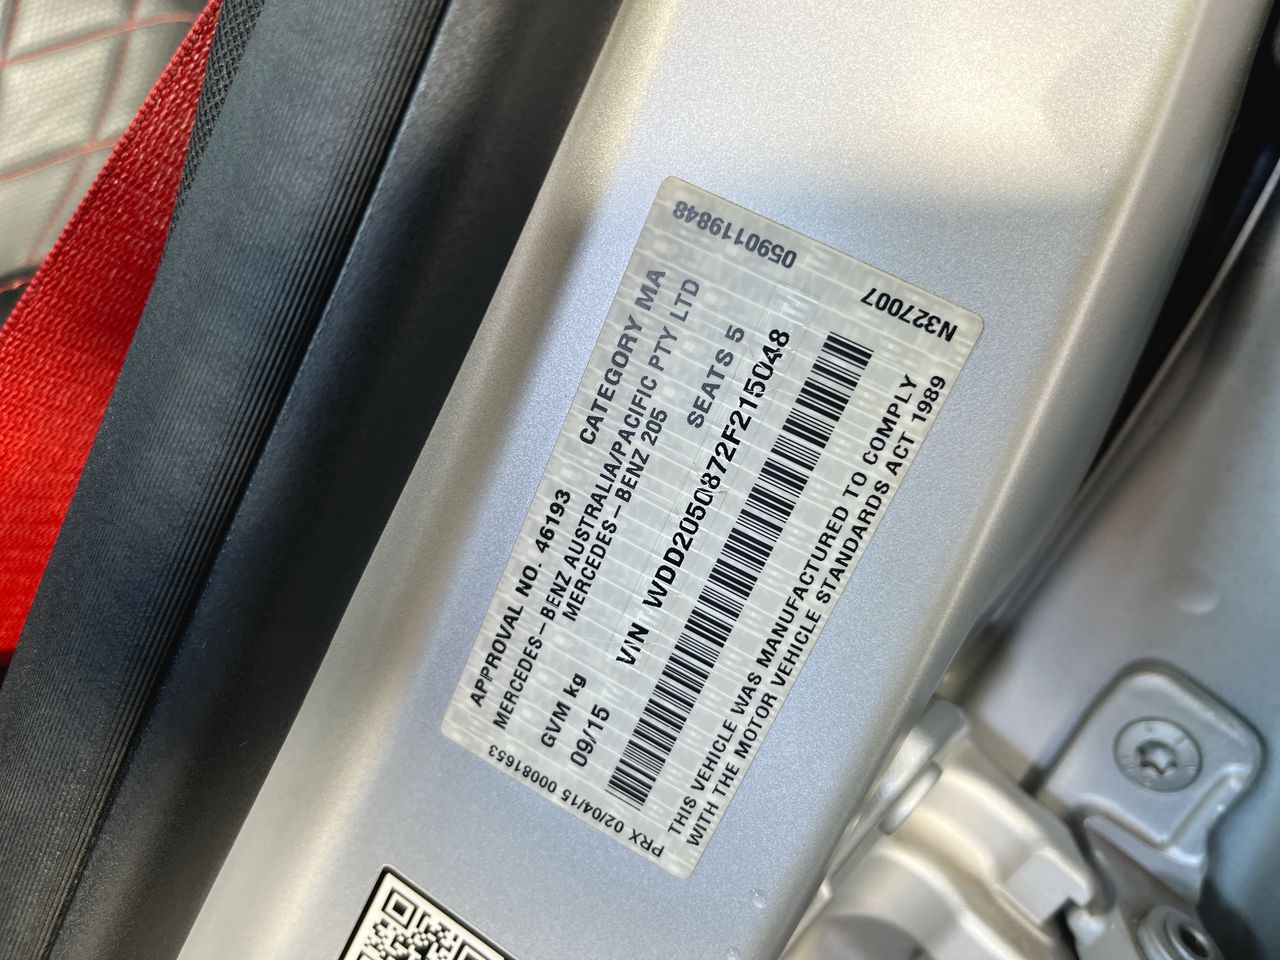 0590119848
N327007
APPROVAL NO. 46193 CATEGORY MA
MERCEDES-BENZ AUSTRALIA/PACIFIC PTY LTD
MERCEDES-BENZ 205
GVM kg SEATS 5
09/15
VIN WDD2050872F215048
THIS VEHICLE WAS MANUFACTURED TO COMPLY
WITH THE MOTOR VEHICLE STANDARDS ACT 1989
PRX 02/04/15 00081653